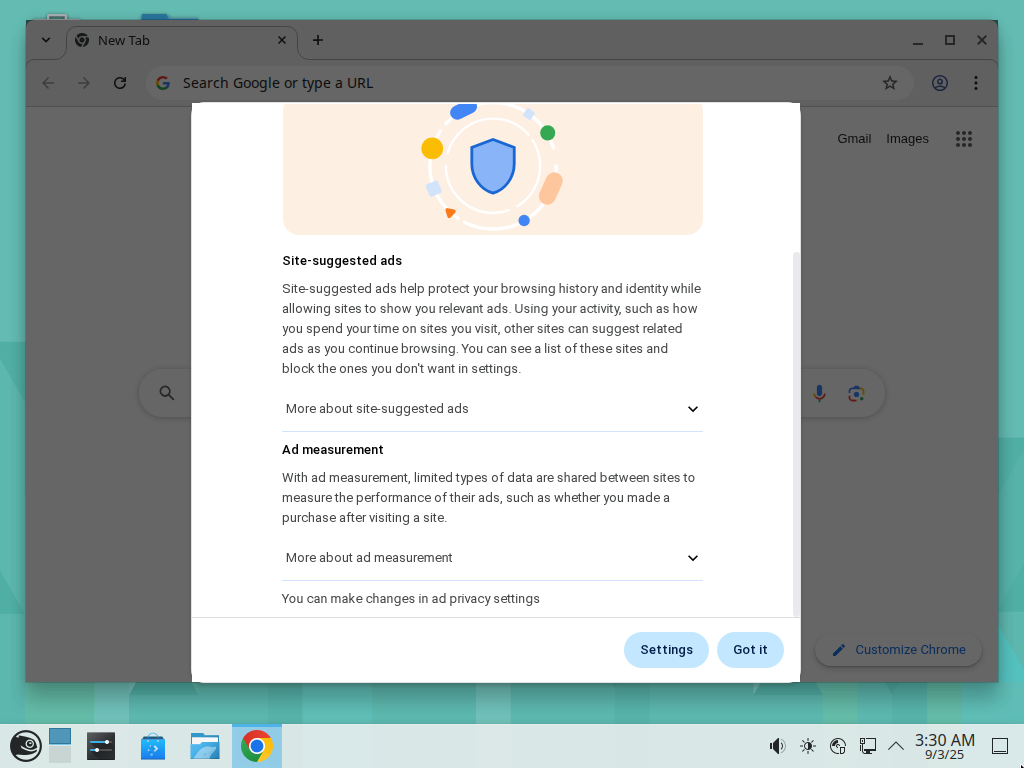 New Tab
Search Google or type a URL
Gmail Images
Site-suggested ads
Site-suggested ads help protect your browsing history and identity while
allowing sites to show you relevant ads. Using your activity, such as how
you spend your time on sites you visit, other sites can suggest related
ads as you continue browsing. You can see a list of these sites and
block the ones you don't want in settings.
More about site-suggested ads
Ad measurement
With ad measurement, limited types of data are shared between sites to
measure the performance of their ads, such as whether you made a
purchase after visiting a site.
More about ad measurement
You can make changes in ad privacy settings
Settings Got it
Customize Chrome
3:30 AM
9/3/25